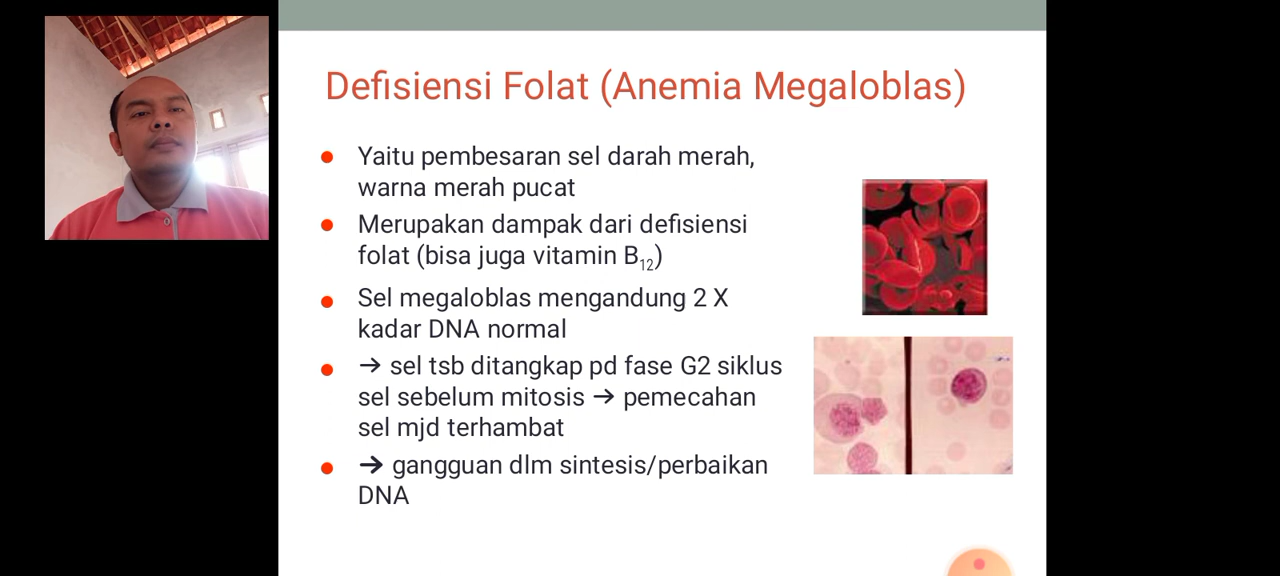 Defisiensi Folat (Anemia Megaloblas)
Yaitu pembesaran sel darah merah,
warna merah pucat
Merupakan dampak dari defisiensi
folat (bisa juga vitamin B12)
Sel megaloblas mengandung 2 X
kadar DNA normal
→ sel tsb ditangkap pd fase G2 siklus
sel sebelum mitosis → pemecahan
sel mjd terhambat
→ gangguan dlm sintesis/perbaikan
DNA